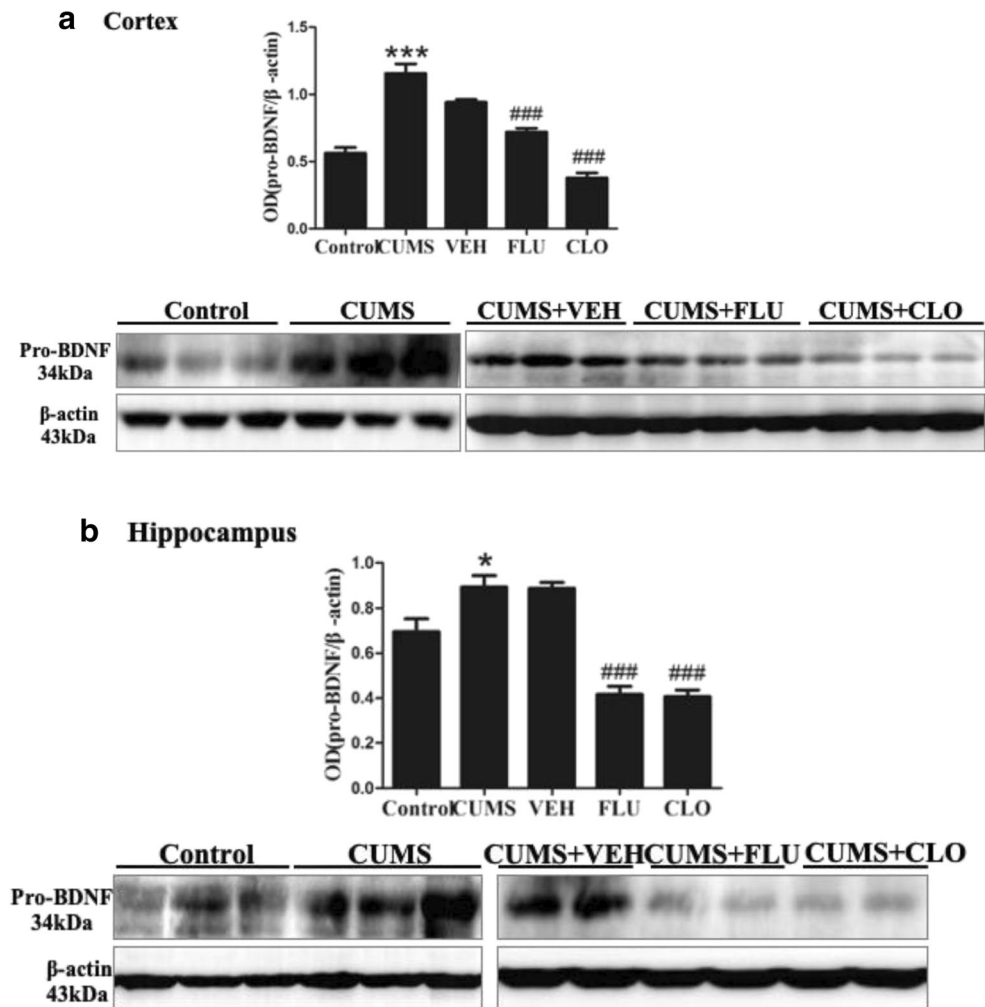 a Cortex
OD(pro-BDNF/β -actin)
1.5
1.0
0.5
0.0
***
###
###
Control CUMS VEH FLU CLO
Control CUMS CUMS+VEH CUMS+FLU CUMS+CLO
Pro-BDNF
34kDa
β-actin
43kDa
b Hippocampus
OD(pro-BDNF/β -actin)
1.0
0.8
0.6
0.4
0.2
0.0
*
### ###
Control CUMS VEH FLU CLO
Control CUMS CUMS+VEH CUMS+FLU CUMS+CLO
Pro-BDNF
34kDa
β-actin
43kDa